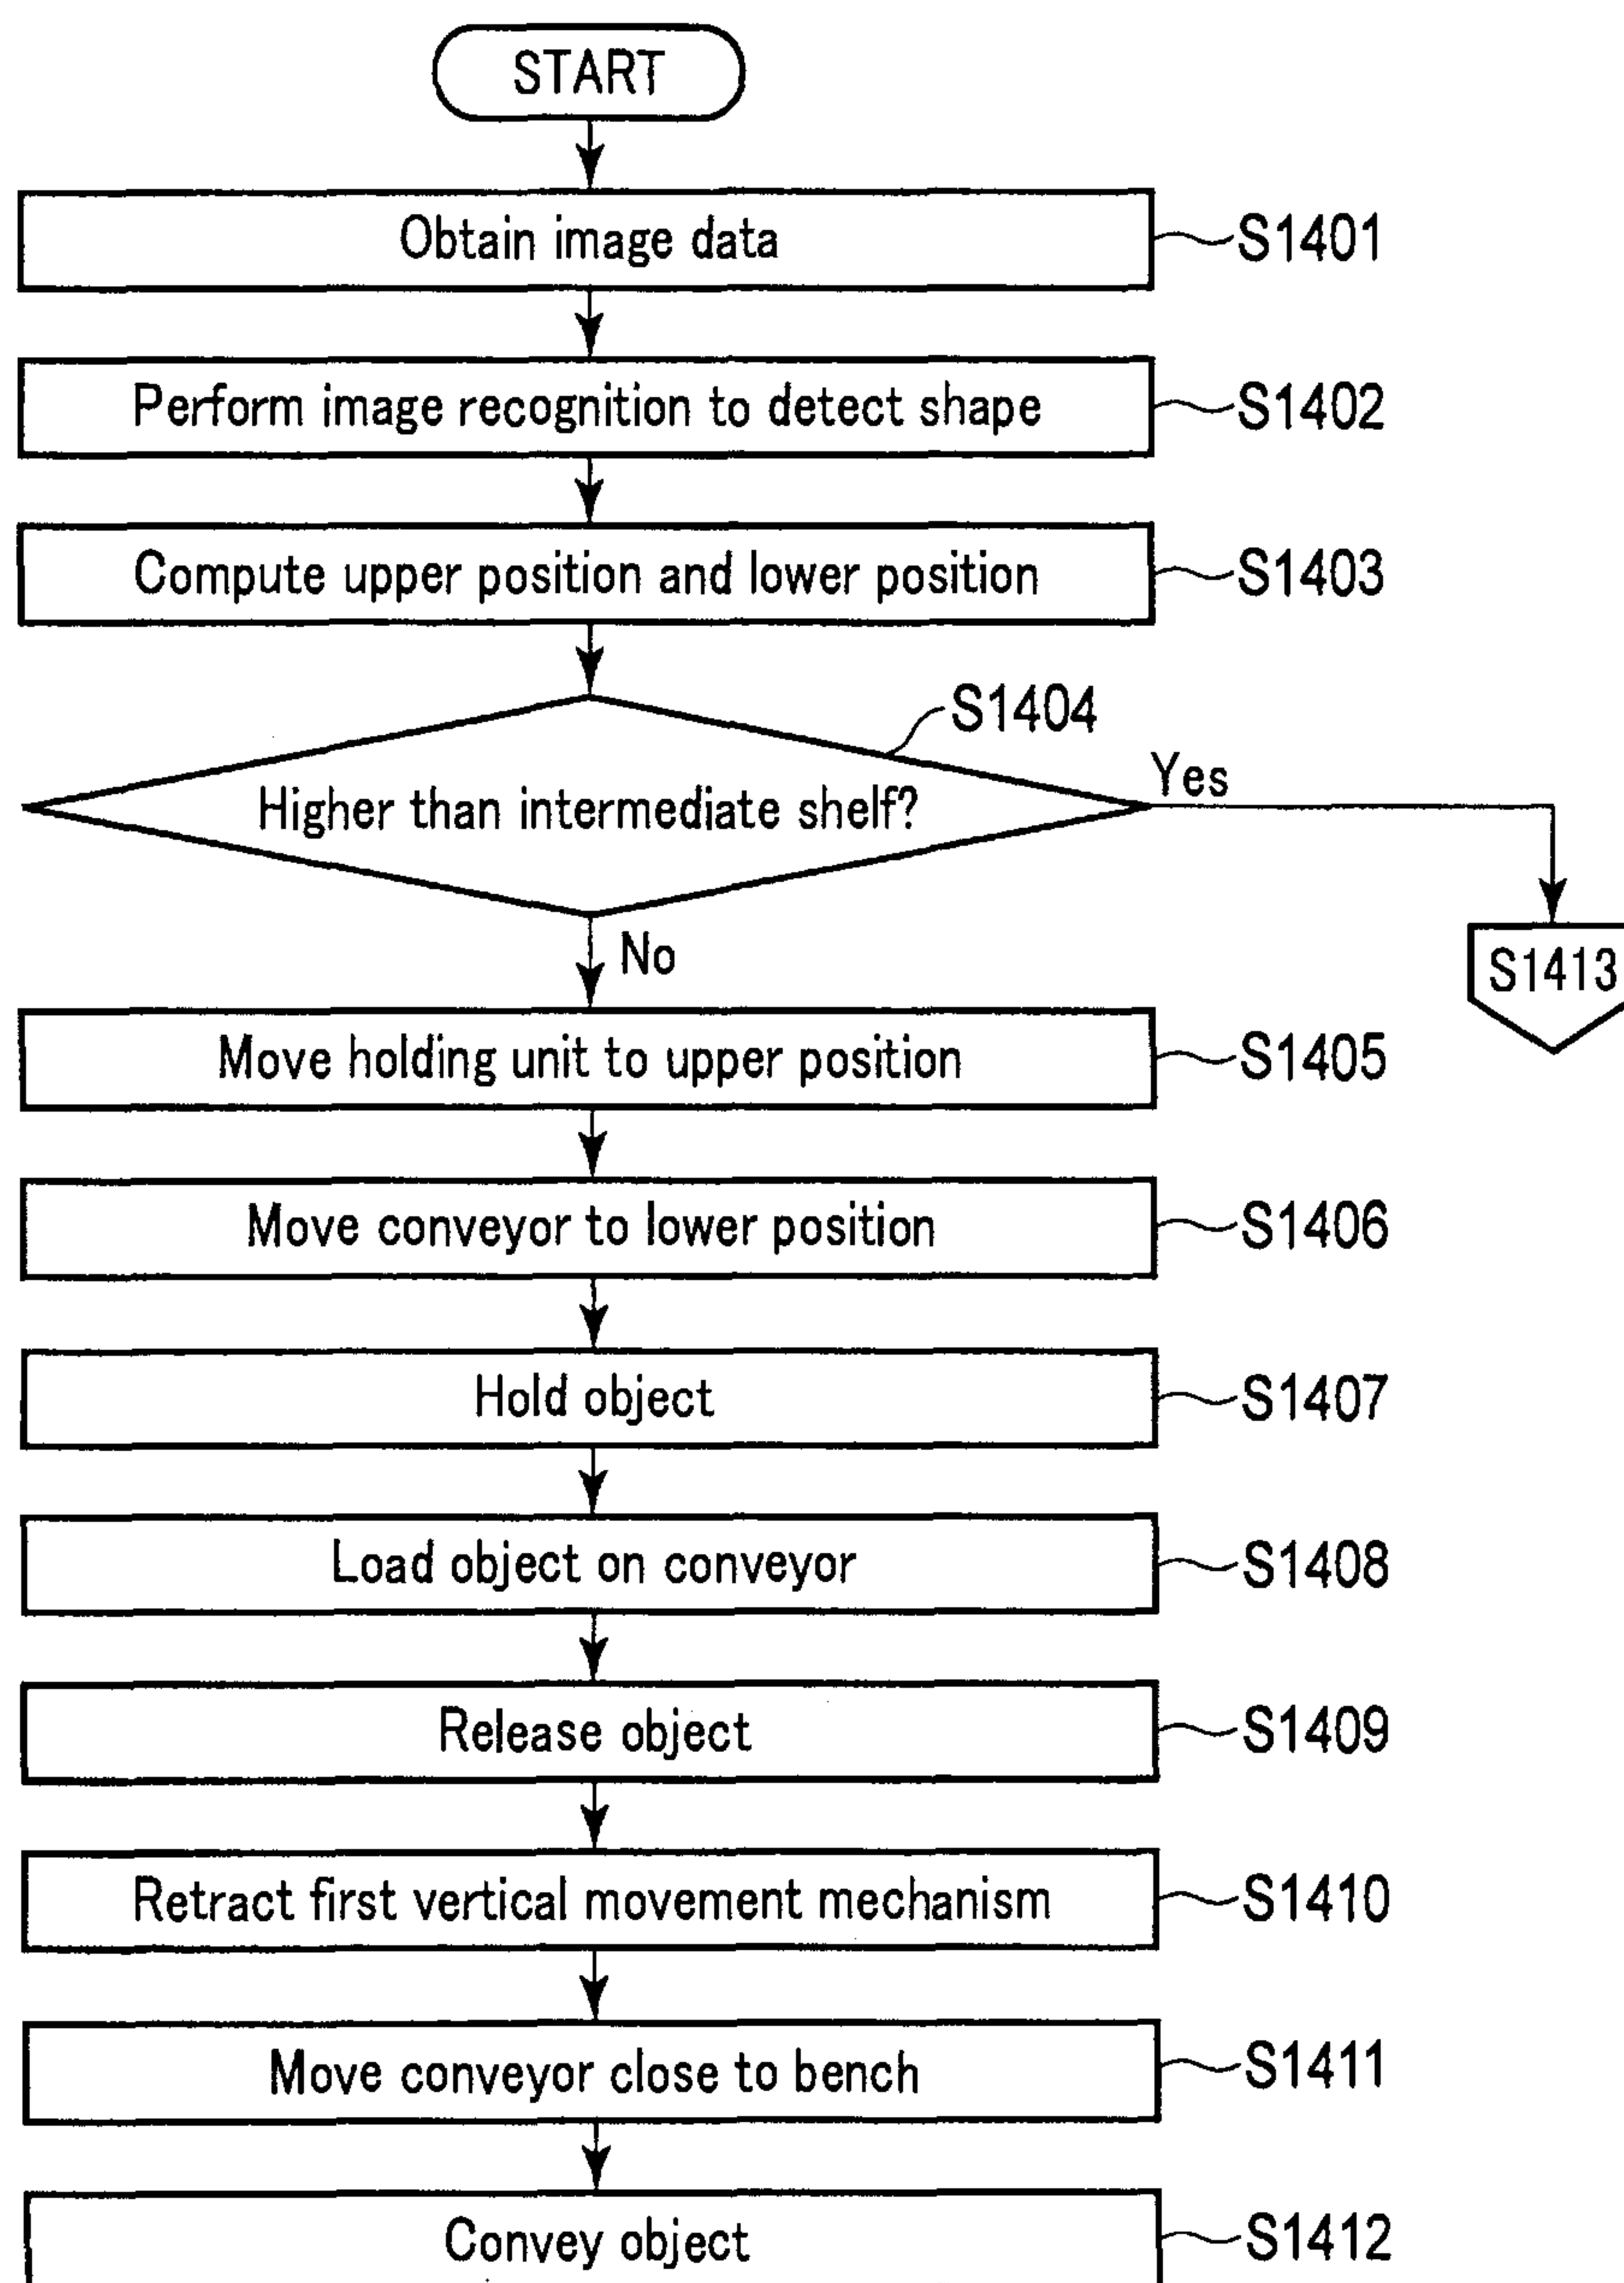 START
Obtain image data
S1401
Perform image recognition to detect shape
S1402
Compute upper position and lower position
S1403
S1404
Higher than intermediate shelf?
Yes
S1413
No
Move holding unit to upper position
S1405
Move conveyor to lower position
S1406
Hold object
S1407
Load object on conveyor
S1408
Release object
S1409
Retract first vertical movement mechanism
S1410
Move conveyor close to bench
S1411
Convey object
S1412